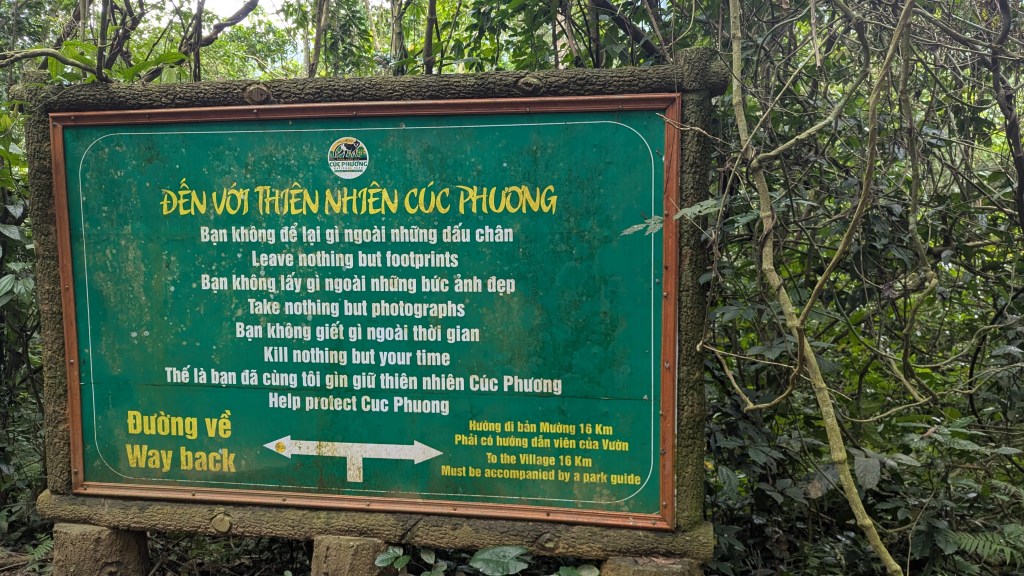 CÚC PHƯƠNG
ĐẾN VỚI THIÊN NHIÊN CÚC PHƯƠNG
Bạn không để lại gì ngoài những dấu chân
Leave nothing but footprints
Bạn không lấy gì ngoài những bức ảnh đẹp
Take nothing but photographs
Bạn không giết gì ngoài thời gian
Kill nothing but your time
Thế là bạn đã cùng tôi gìn giữ thiên nhiên Cúc Phương
Help protect Cuc Phuong
Đường về
Way back
Hướng đi bản Mường 16 Km
Phải có hướng dẫn viên của Vườn
To the Village 16 Km
Must be accompanied by a park guide